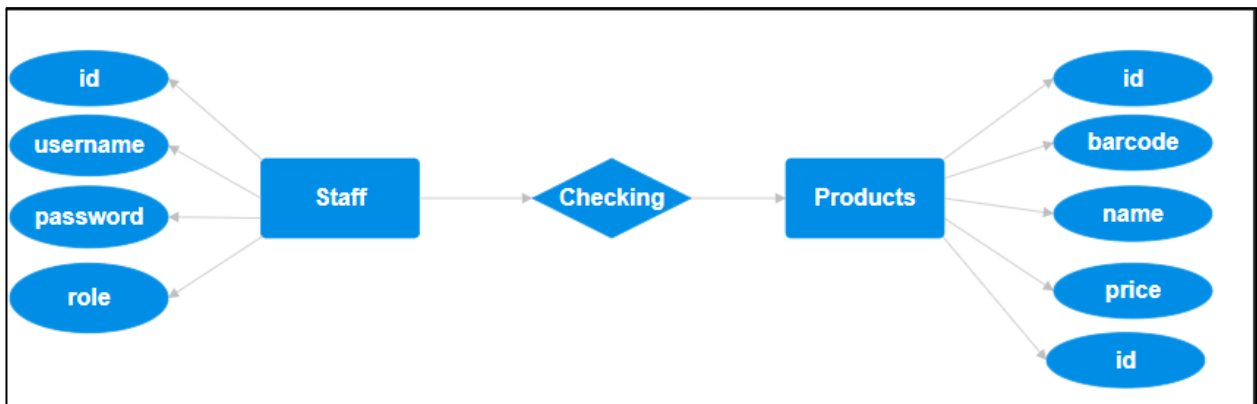 id
username
password
role
Staff
Checking
Products
id
barcode
name
price
id